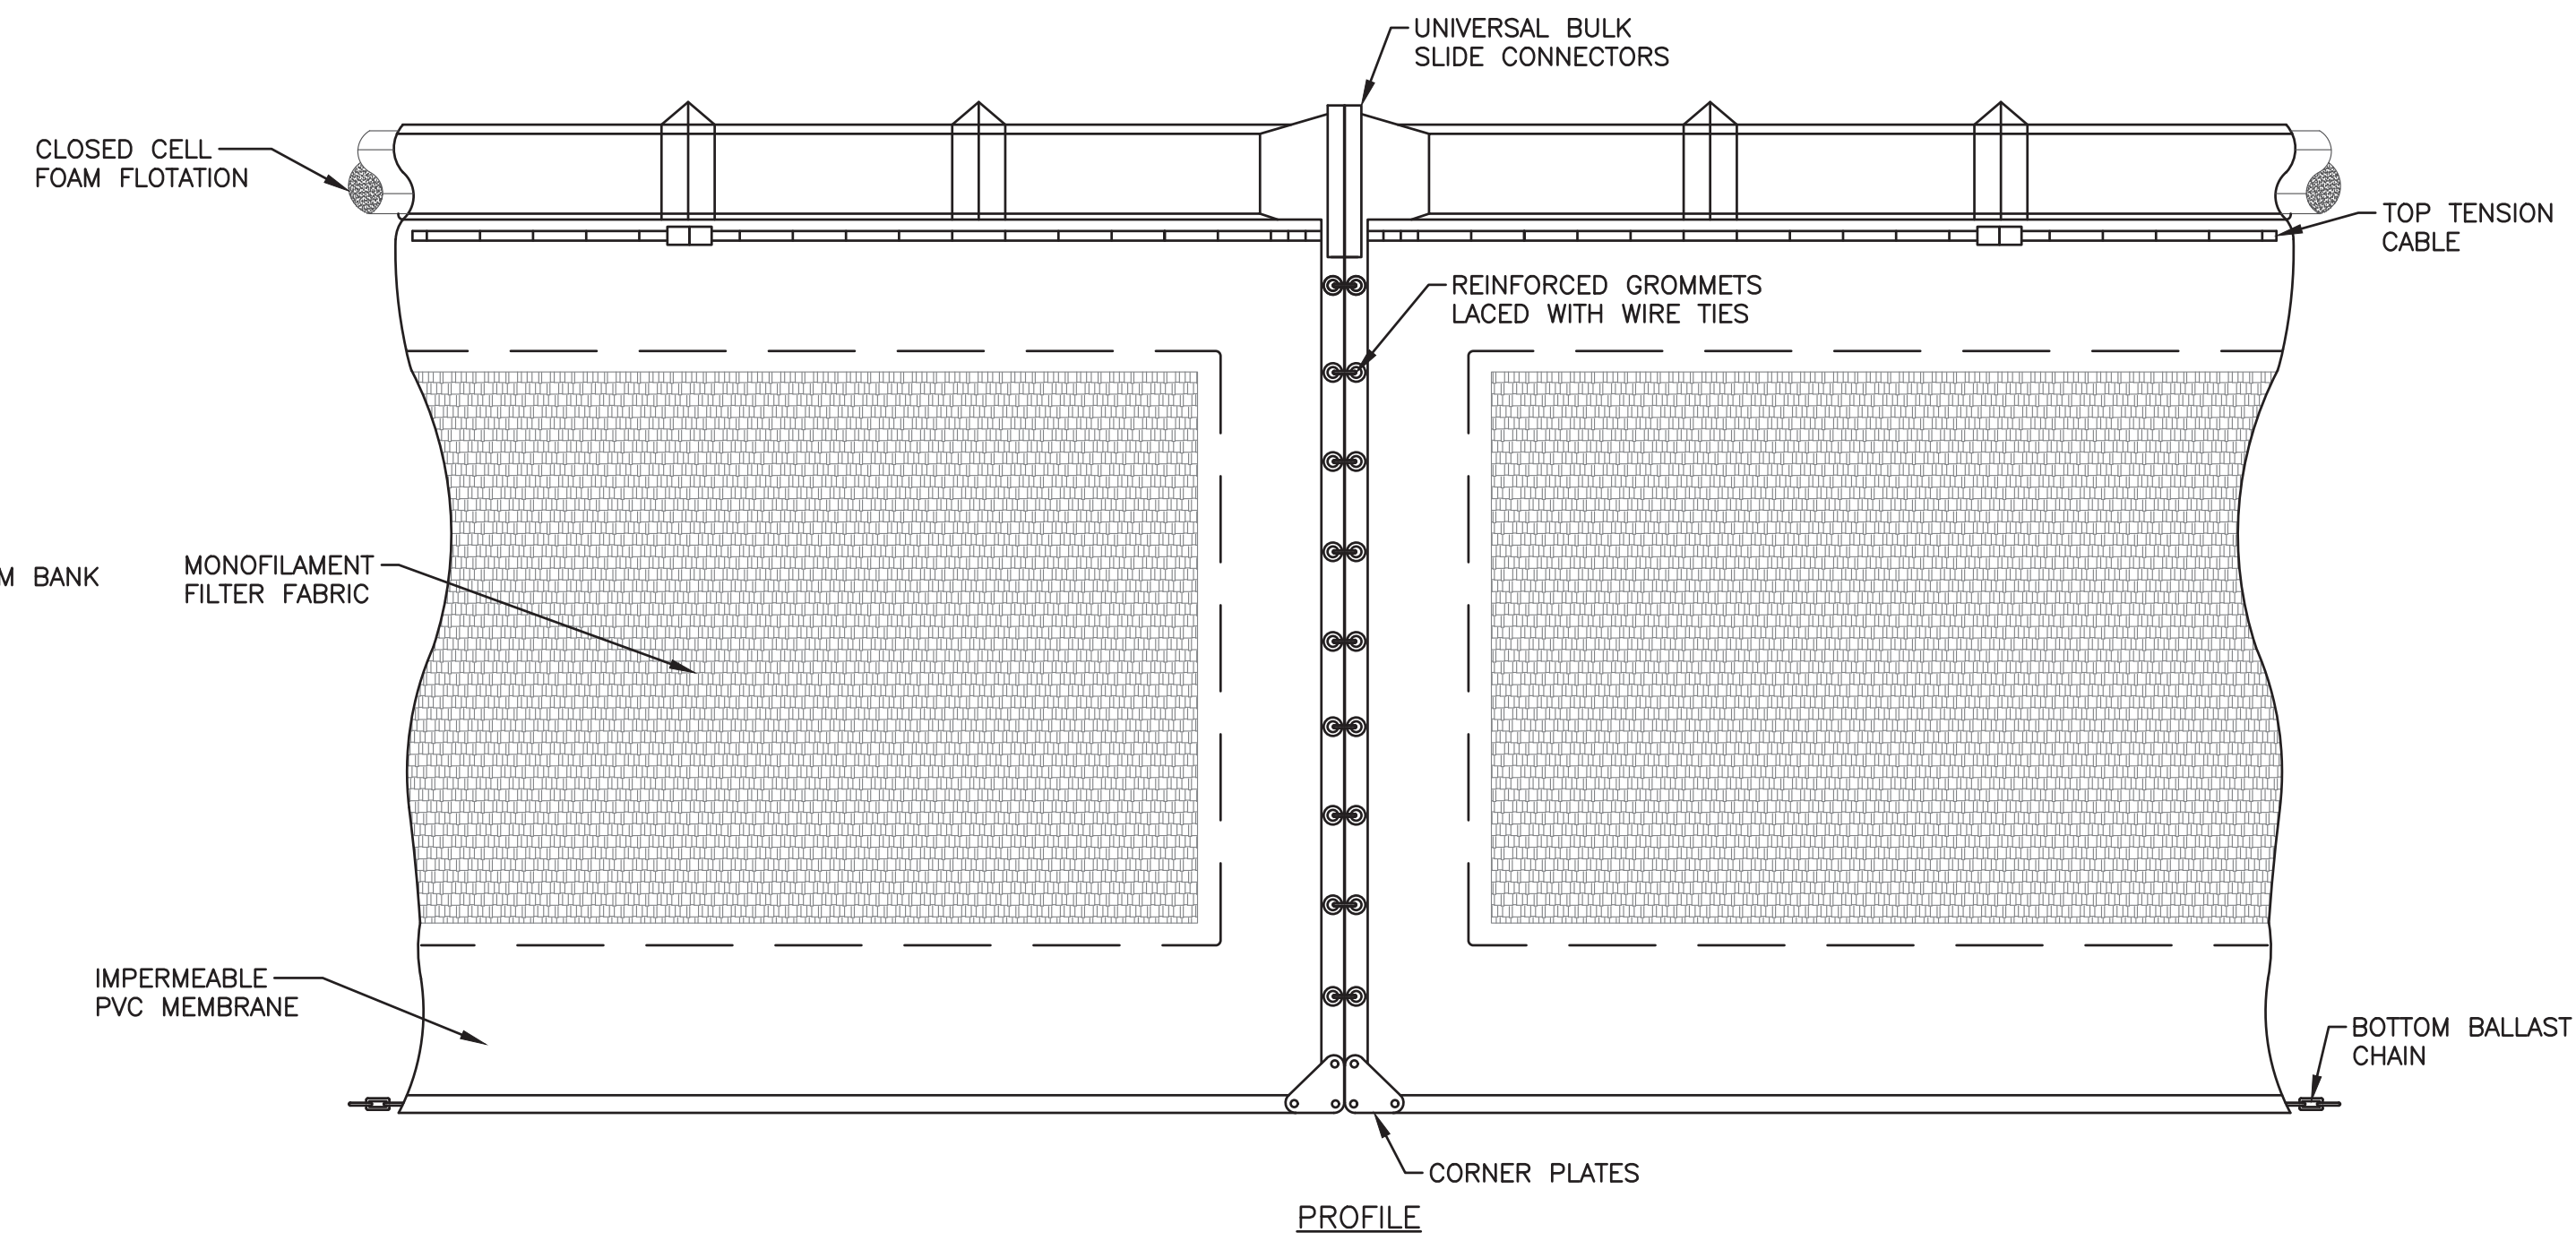 UNIVERSAL BULK
SLIDE CONNECTORS
CLOSED CELL
FOAM FLOTATION
TOP TENSION
CABLE
REINFORCED GROMMETS
LACED WITH WIRE TIES
M BANK
MONOFILAMENT
FILTER FABRIC
IMPERMEABLE
PVC MEMBRANE
BOTTOM BALLAST
CHAIN
CORNER PLATES
PROFILE